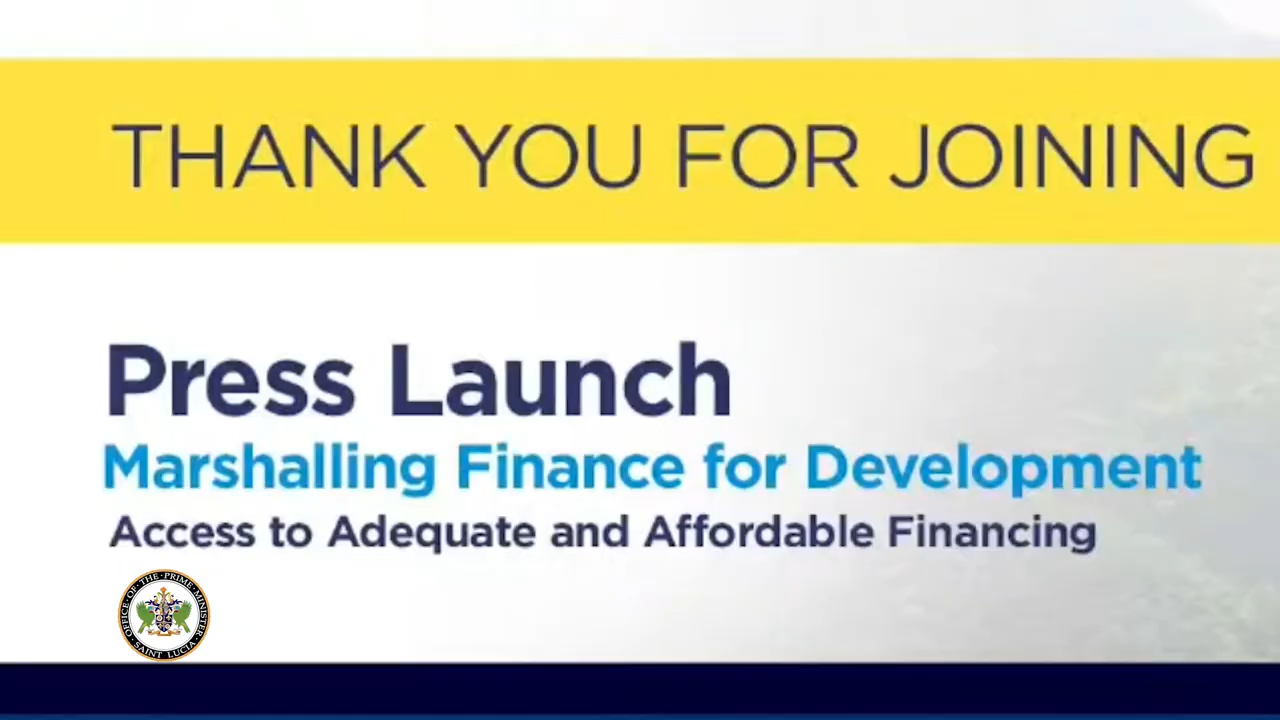 THANK YOU FOR JOINING
Press Launch
Marshalling Finance for Development
Access to Adequate and Affordable Financing
OFFICE·OF·THE·PRIME·MINISTER
SAINT LUCIA